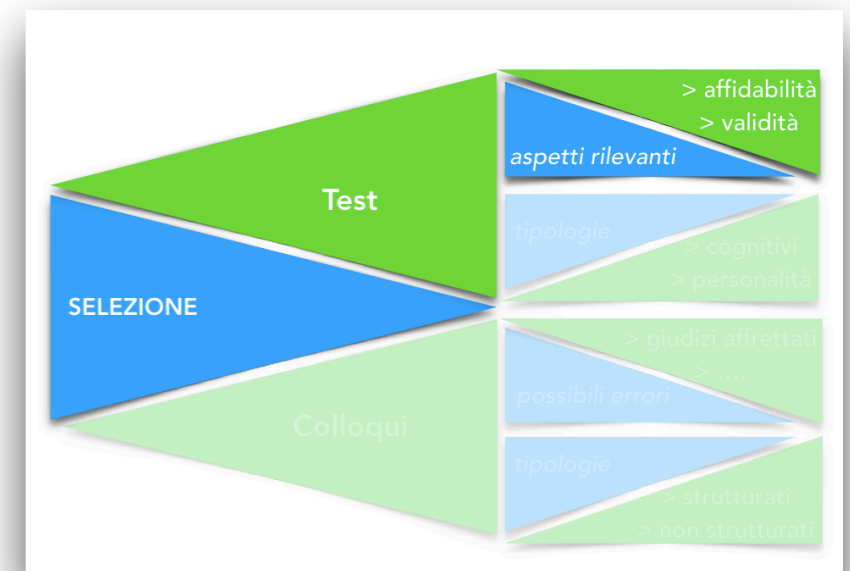 > affidabilità
> validità
aspetti rilevanti
Test
tipologie
> cognitivi
> personalità
SELEZIONE
> giudizi affrettati
> ....
possibili errori
Colloqui
tipologie
> strutturati
> non strutturati